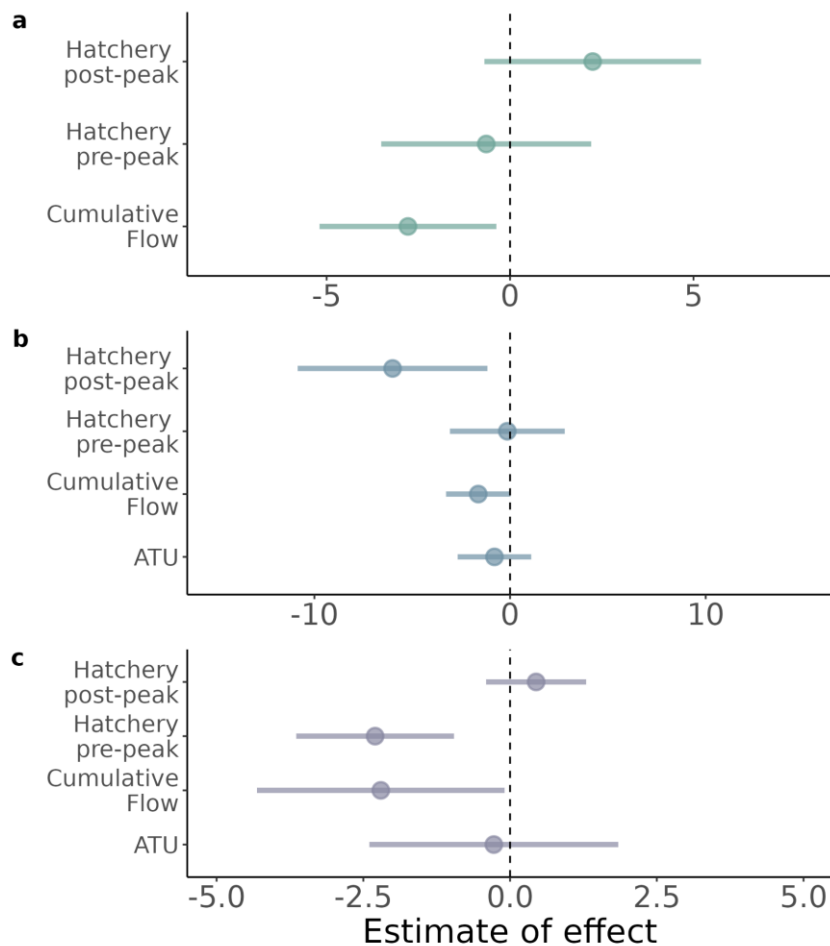 a
Hatchery
post-peak
Hatchery
pre-peak
Cumulative
Flow
-5 0 5
b
Hatchery
post-peak
Hatchery
pre-peak
Cumulative
Flow
ATU
-10 0 10
c
Hatchery
post-peak
Hatchery
pre-peak
Cumulative
Flow
ATU
-5.0 -2.5 0.0 2.5 5.0
Estimate of effect